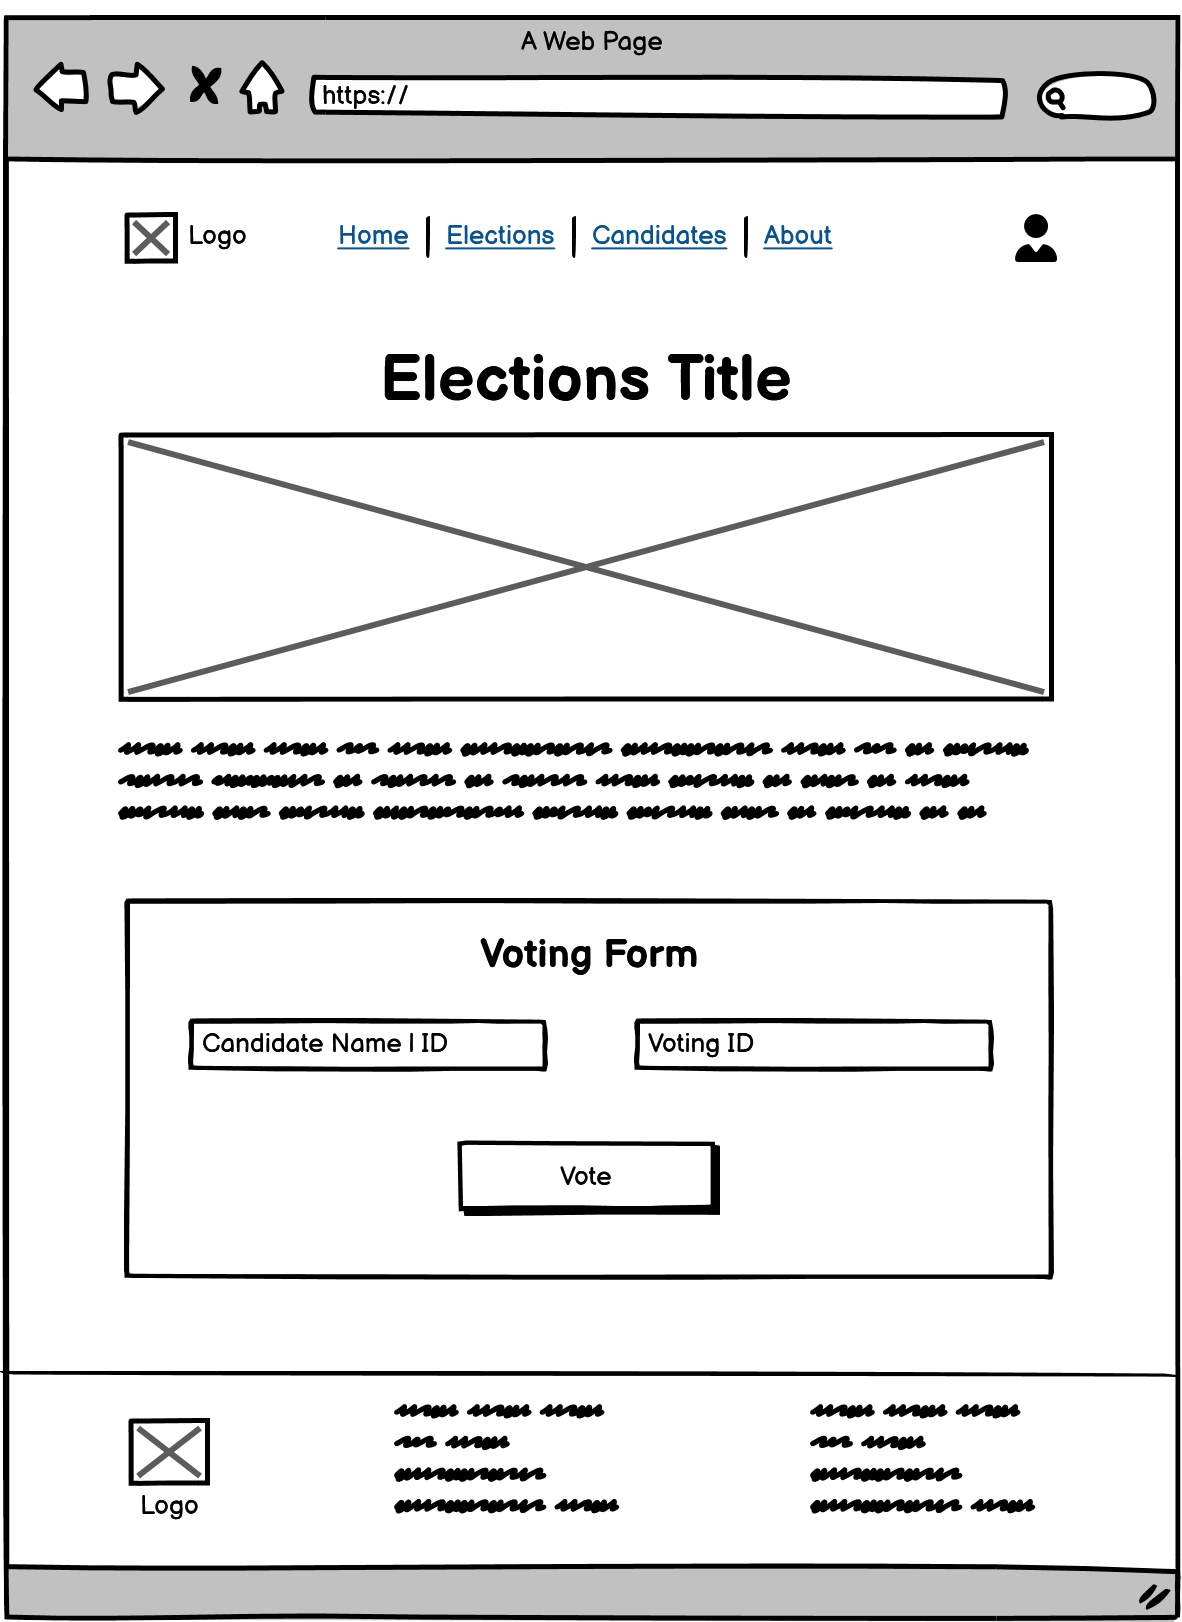 A Web Page
https://
Logo
Home | Elections | Candidates | About
Elections Title
Voting Form
Candidate Name | ID
Voting ID
Vote
Logo